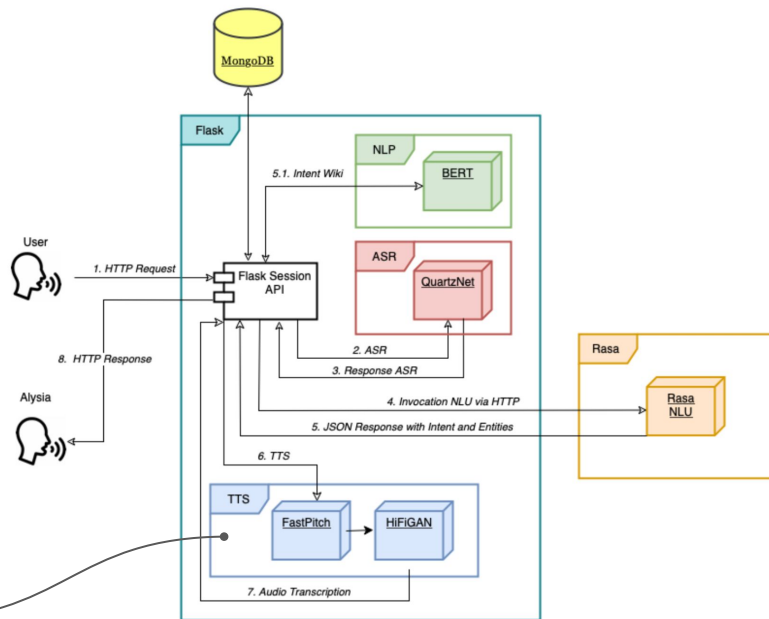 MongoDB
Flask
NLP
BERT
5.1. Intent Wiki
User
ASR
1. HTTP Request
Flask Session
API
QuartzNet
2. ASR
3. Response ASR
8. HTTP Response
Rasa
Alysia
4. Invocation NLU via HTTP
Rasa
NLU
5. JSON Response with Intent and Entities
6. TTS
TTS
FastPitch
HiFiGAN
7. Audio Transcription